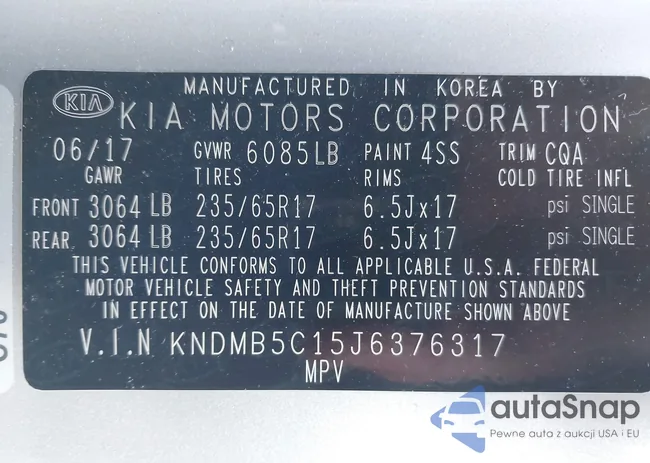 MANUFACTURED IN KOREA BY
KIA KIA MOTORS CORPORATION
06/17 GVWR 6085LB PAINT 4SS TRIM CQA
GAWR TIRES RIMS COLD TIRE INFL
FRONT 3064 LB 235/65R17 6.5Jx17 psi SINGLE
REAR 3064 LB 235/65R17 6.5Jx17 psi SINGLE
THIS VEHICLE CONFORMS TO ALL APPLICABLE U.S.A. FEDERAL
MOTOR VEHICLE SAFETY AND THEFT PREVENTION STANDARDS
IN EFFECT ON THE DATE OF MANUFACTURE SHOWN ABOVE
V.I.N KNDMB5C15J6376317
MPV
autaSnap
Pewne auta z aukcji USA i EU